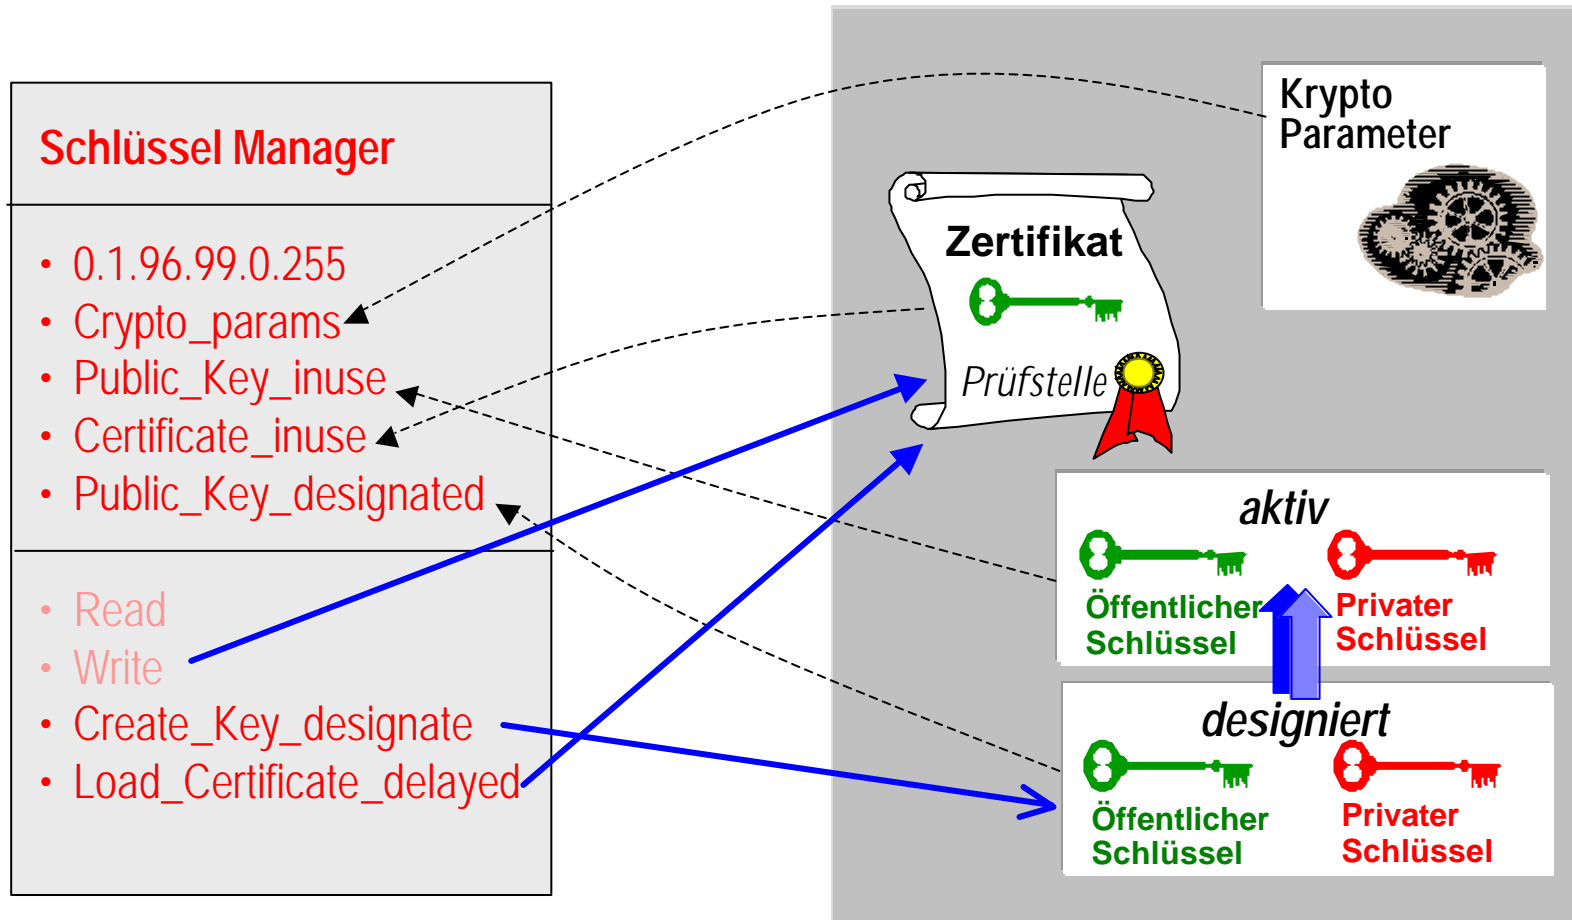 Schlüssel Manager
• 0.1.96.99.0.255
• Crypto_params
• Public_Key_inuse
• Certificate_inuse
• Public_Key_designated
• Read
• Write
• Create_Key_designate
• Load_Certificate_delayed
Krypto
Parameter
Zertifikat
Prüfstelle
aktiv
Öffentlicher
Schlüssel
Privater
Schlüssel
designiert
Öffentlicher
Schlüssel
Privater
Schlüssel